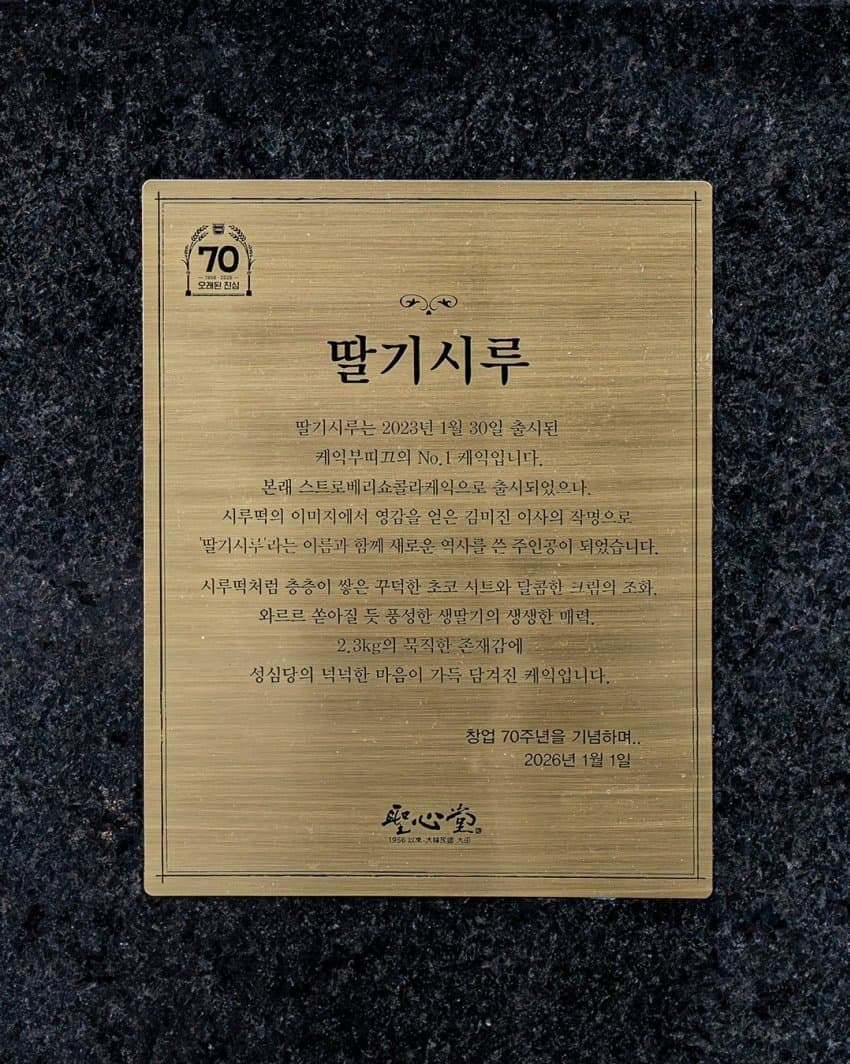 70
1956 - 2026
오래된 진심
딸기시루
딸기시루는 2023년 1월 30일 출시된
케익부띠끄의 No.1 케익입니다.
본래 스트로베리쇼콜라케익으로 출시되었으나,
시루떡의 이미지에서 영감을 얻은 김미진 이사의 작명으로
'딸기시루'라는 이름과 함께 새로운 역사를 쓴 주인공이 되었습니다.
시루떡처럼 층층이 쌓은 꾸덕한 초코 시트와 달콤한 크림의 조화,
와르르 쏟아질 듯 풍성한 생딸기의 생생한 매력,
2.3kg의 묵직한 존재감에
성심당의 넉넉한 마음이 가득 담겨진 케익입니다.
창업 70주년을 기념하며..
2026년 1월 1일
聖心堂
1956 以來·大韓民國 大田